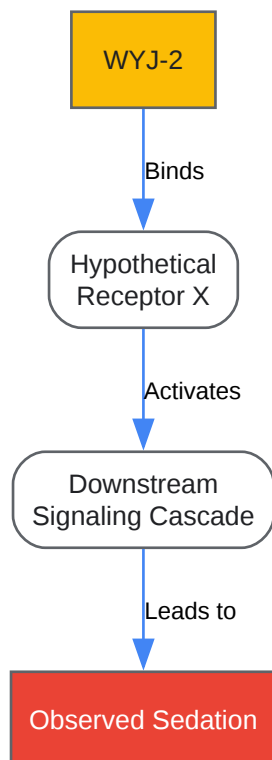 WYJ-2
Binds
Hypothetical
Receptor X
Activates
Downstream
Signaling Cascade
Leads to
Observed Sedation